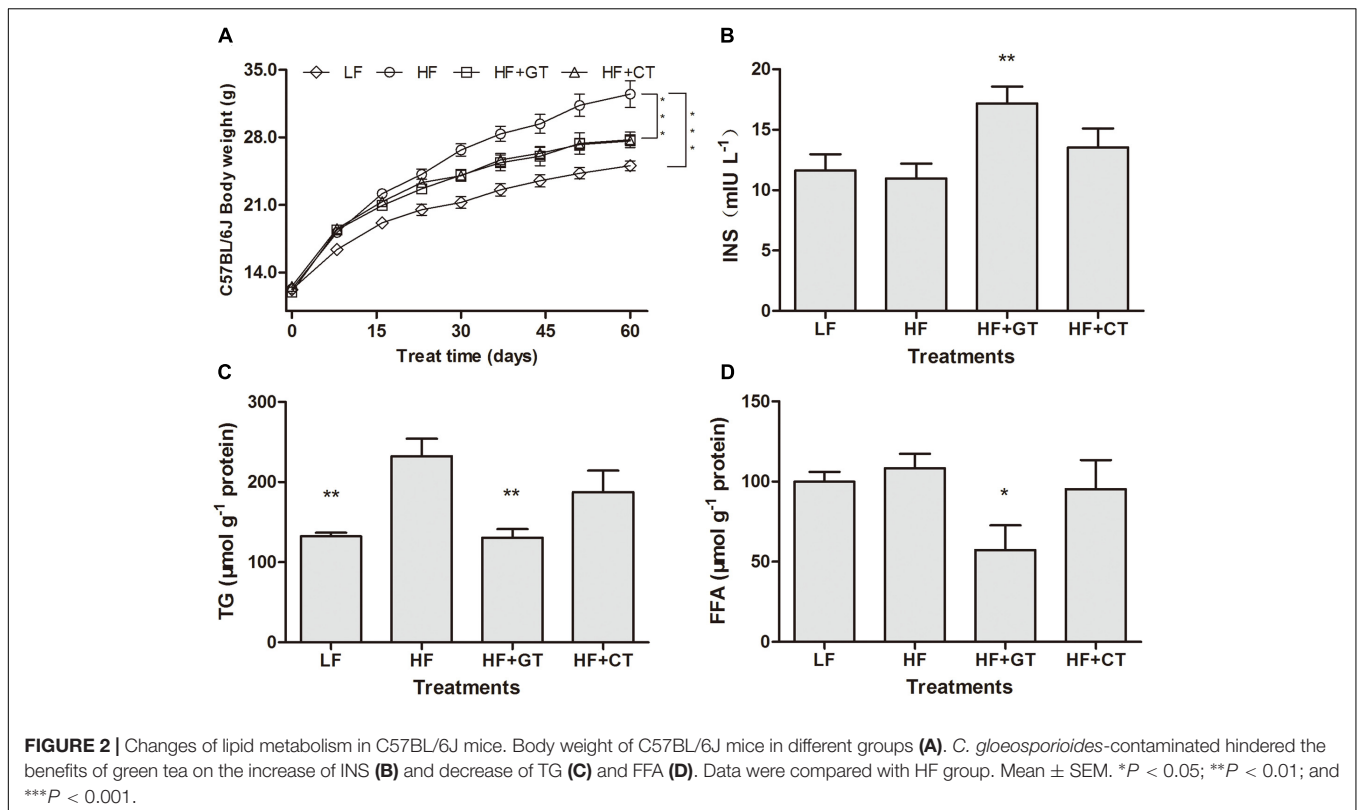 A
LF HF HF+GT HF+CT
35.0
28.0
21.0
14.0
C57BL/6J Body weight (g)
* * *
* * *
0 15 30 45 60
Treat time (days)
B
20
15
10
5
0
INS (mIU L⁻¹)
**
LF HF HF+GT HF+CT
Treatments
C
300
200
100
0
TG (µmol g⁻¹ protein)
** **
LF HF HF+GT HF+CT
Treatments
D
150
100
50
0
FFA (µmol g⁻¹ protein)
*
LF HF HF+GT HF+CT
Treatments
FIGURE 2 | Changes of lipid metabolism in C57BL/6J mice. Body weight of C57BL/6J mice in different groups (A). C. gloeosporioides-contaminated hindered the
benefits of green tea on the increase of INS (B) and decrease of TG (C) and FFA (D). Data were compared with HF group. Mean ± SEM. *P < 0.05; **P < 0.01; and
***P < 0.001.